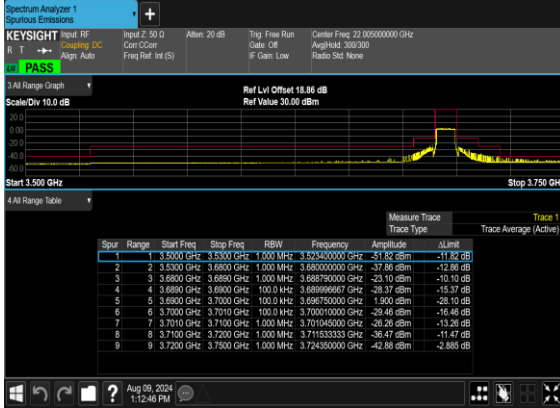 Spectrum Analyzer 1
Spurious Emissions
+
KEYSIGHT Input: RF Input Z: 50 Ω Atten: 20 dB Trig: Free Run Center Freq: 22.005000000 GHz
R T Coupling: DC Corr CCorr Gate: Off Avg|Hold: 300/300
Align: Auto Freq Ref: Int (S) IF Gain: Low Radio Std: None
LXI PASS
3 All Range Graph
Ref Lvl Offset 18.86 dB
Scale/Div 10.0 dB Ref Value 30.00 dBm
20.0
0.00
-20.0
-40.0
-60.0
Start 3.500 GHz Stop 3.750 GH
4 All Range Table
Measure Trace Trace 1
Trace Type Trace Average (Active)
Spur Range Start Freq Stop Freq RBW Frequency Amplitude ΔLimit
1 1 3.5000 GHz 3.5300 GHz 1.000 MHz 3.523400000 GHz -51.82 dBm -11.82 dB
2 2 3.5300 GHz 3.6800 GHz 1.000 MHz 3.680000000 GHz -37.86 dBm -12.86 dB
3 3 3.6800 GHz 3.6890 GHz 1.000 MHz 3.688790000 GHz -23.10 dBm -10.10 dB
4 4 3.6890 GHz 3.6900 GHz 100.0 kHz 3.689996667 GHz -28.37 dBm -15.37 dB
5 5 3.6900 GHz 3.7000 GHz 100.0 kHz 3.696750000 GHz 1.900 dBm -28.10 dB
6 6 3.7000 GHz 3.7010 GHz 100.0 kHz 3.700010000 GHz -29.46 dBm -16.46 dB
7 7 3.7010 GHz 3.7100 GHz 1.000 MHz 3.701045000 GHz -26.26 dBm -13.26 dB
8 8 3.7100 GHz 3.7200 GHz 1.000 MHz 3.711533333 GHz -36.47 dBm -11.47 dB
9 9 3.7200 GHz 3.7500 GHz 1.000 MHz 3.724350000 GHz -42.88 dBm -2.885 dB
? Aug 09, 2024
1:12:46 PM